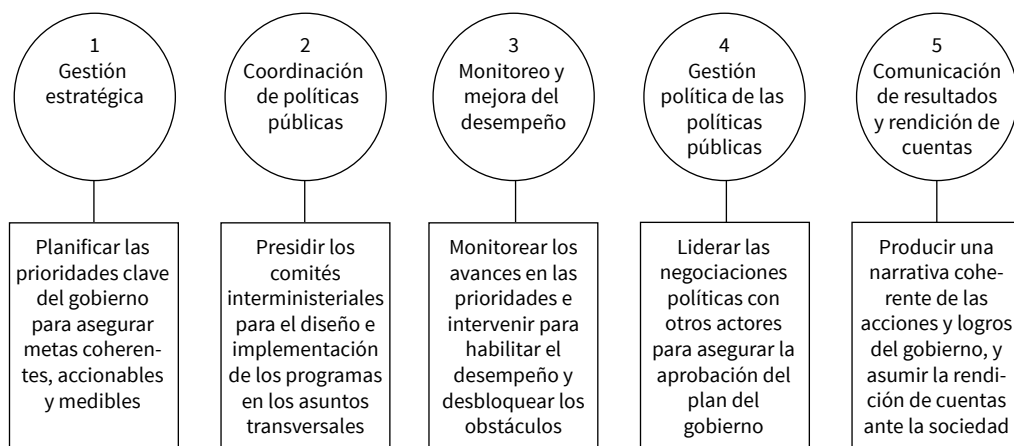 1
Gestión
estratégica
2
Coordinación
de políticas
públicas
3
Monitoreo y
mejora del
desempeño
4
Gestión
política de las
políticas
públicas
5
Comunicación
de resultados
y rendición de
cuentas
Planificar las
prioridades clave
del gobierno
para asegurar
metas coheren-
tes, accionables
y medibles
Presidir los
comités
interministeriales
para el diseño e
implementación
de los programas
en los asuntos
transversales
Monitorear los
avances en las
prioridades e
intervenir para
habilitar el
desempeño y
desbloquear los
obstáculos
Liderar las
negociaciones
políticas con
otros actores
para asegurar la
aprobación del
plan del
gobierno
Producir una
narrativa cohe-
rente de las
acciones y logros
del gobierno, y
asumir la rendi-
ción de cuentas
ante la sociedad